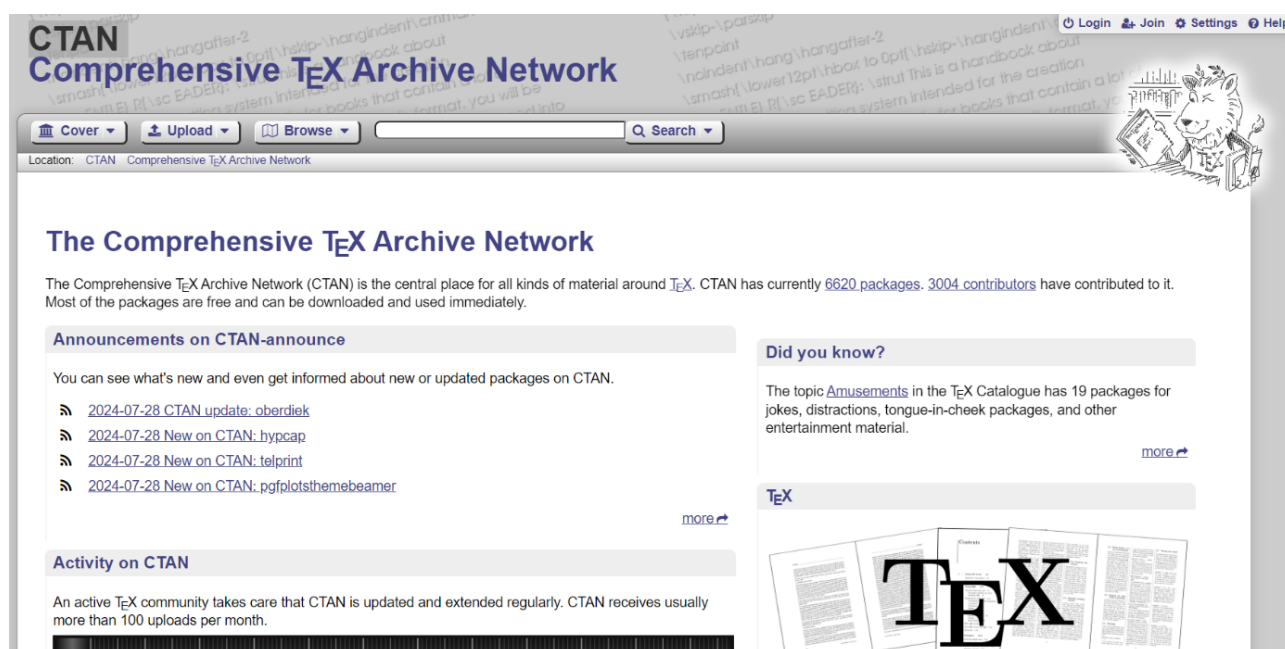 CTAN
Comprehensive TEX Archive Network
Login Join Settings Help
Cover Upload Browse Search
Location: CTAN Comprehensive TEX Archive Network
The Comprehensive TEX Archive Network
The Comprehensive TEX Archive Network (CTAN) is the central place for all kinds of material around TEX. CTAN has currently 6620 packages. 3004 contributors have contributed to it.
Most of the packages are free and can be downloaded and used immediately.
Announcements on CTAN-announce
You can see what's new and even get informed about new or updated packages on CTAN.
2024-07-28 CTAN update: oberdiek
2024-07-28 New on CTAN: hypcap
2024-07-28 New on CTAN: telprint
2024-07-28 New on CTAN: pgfplotsthemebeamer
more
Activity on CTAN
An active TEX community takes care that CTAN is updated and extended regularly. CTAN receives usually
more than 100 uploads per month.
Did you know?
The topic Amusements in the TEX Catalogue has 19 packages for
jokes, distractions, tongue-in-cheek packages, and other
entertainment material.
more
TEX
TEX